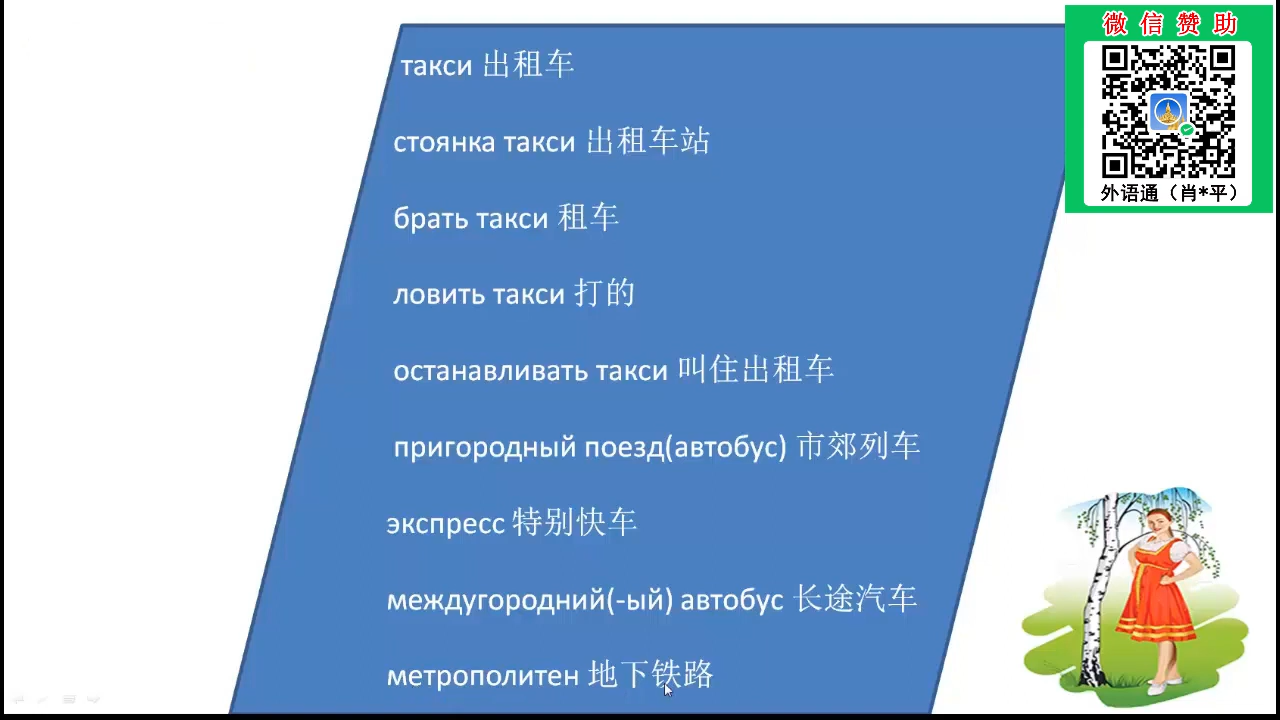 微信赞助
外语通（肖*平）
такси 出租车
стоянка такси 出租车站
брать такси 租车
ловить такси 打的
останавливать такси 叫住出租车
пригородный поезд(автобус) 市郊列车
экспресс 特别快车
междугородний(-ый) автобус 长途汽车
метрополитен 地下铁路